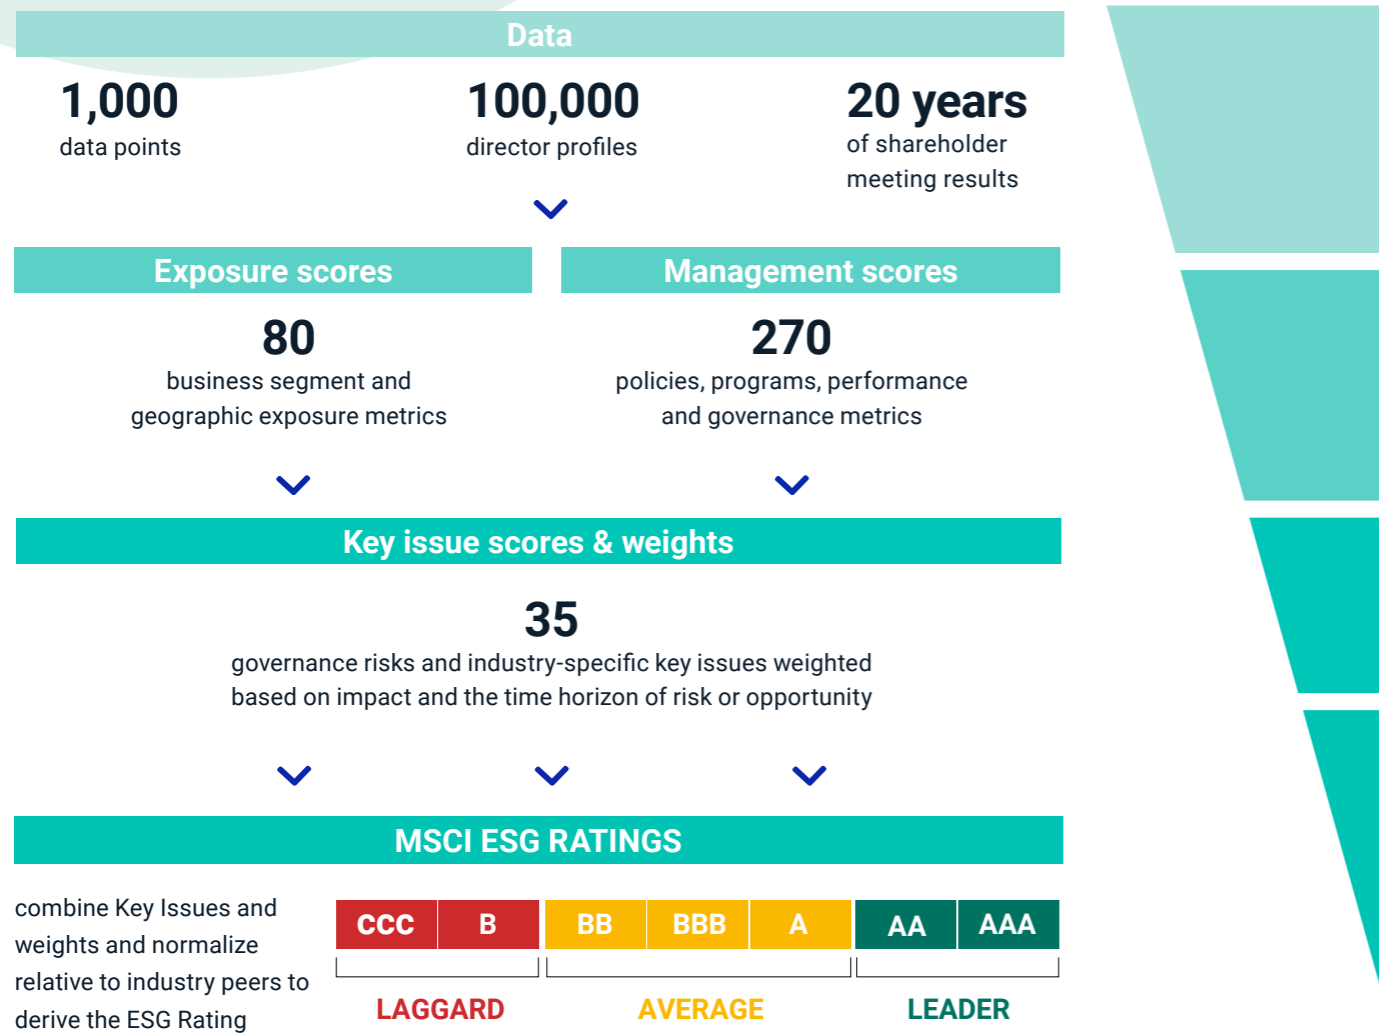 Data
1,000
data points
100,000
director profiles
20 years
of shareholder
meeting results
Exposure scores
80
business segment and
geographic exposure metrics
Management scores
270
policies, programs, performance
and governance metrics
Key issue scores & weights
35
governance risks and industry-specific key issues weighted
based on impact and the time horizon of risk or opportunity
MSCI ESG RATINGS
combine Key Issues and
weights and normalize
relative to industry peers to
derive the ESG Rating
CCC B BB BBB A AA AAA
LAGGARD AVERAGE LEADER